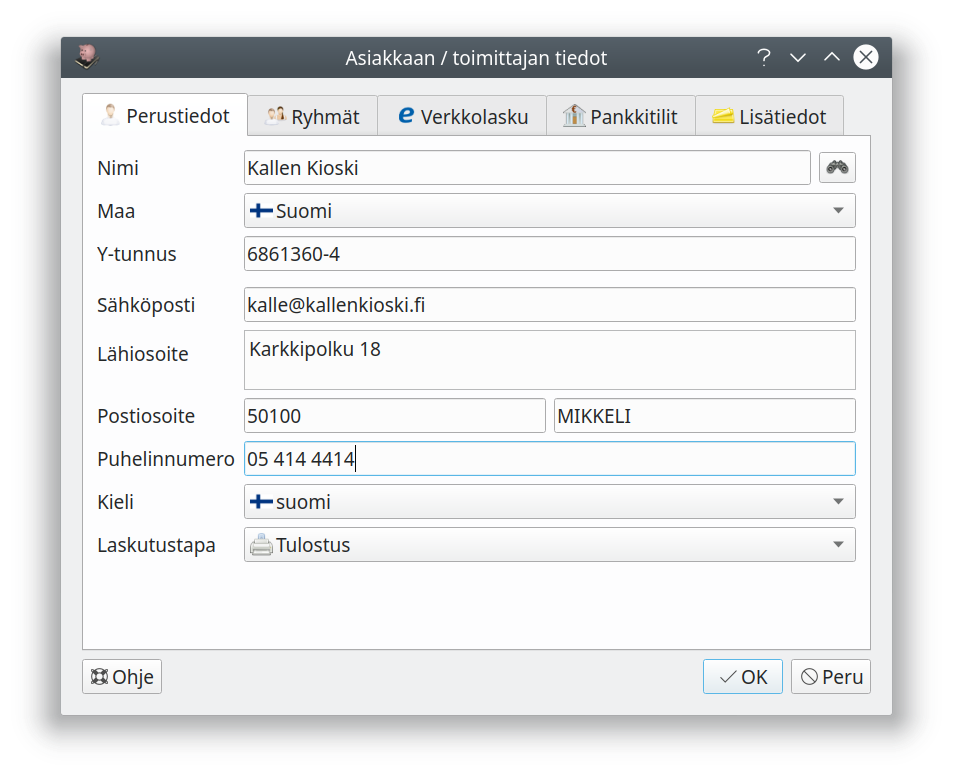 Asiakkaan / toimittajan tiedot
Perustiedot Ryhmät Verkkolasku Pankkitilit Lisätiedot
Nimi Kallen Kioski
Maa Suomi
Y-tunnus 6861360-4
Sähköposti kalle@kallenkioski.fi
Lähiosoite Karkkipolku 18
Postiosoite 50100 MIKKELI
Puhelinnumero 05 414 4414
Kieli suomi
Laskutustapa Tulostus
Ohje OK Peru